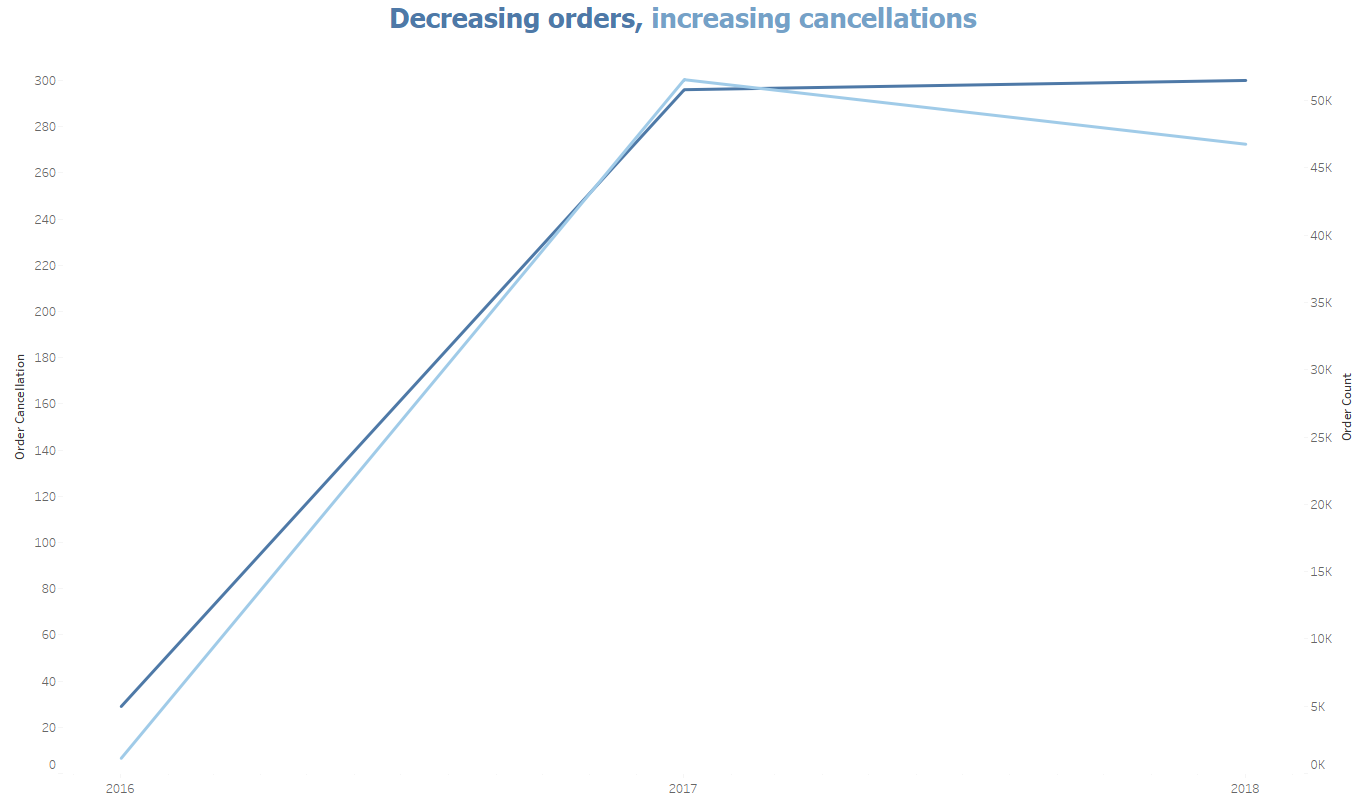 Decreasing orders, increasing cancellations
300
280
260
240
220
200
180
160
140
120
100
80
60
40
20
0
Order Cancellation
50K
45K
40K
35K
30K
25K
20K
15K
10K
5K
0K
Order Count
2016 2017 2018